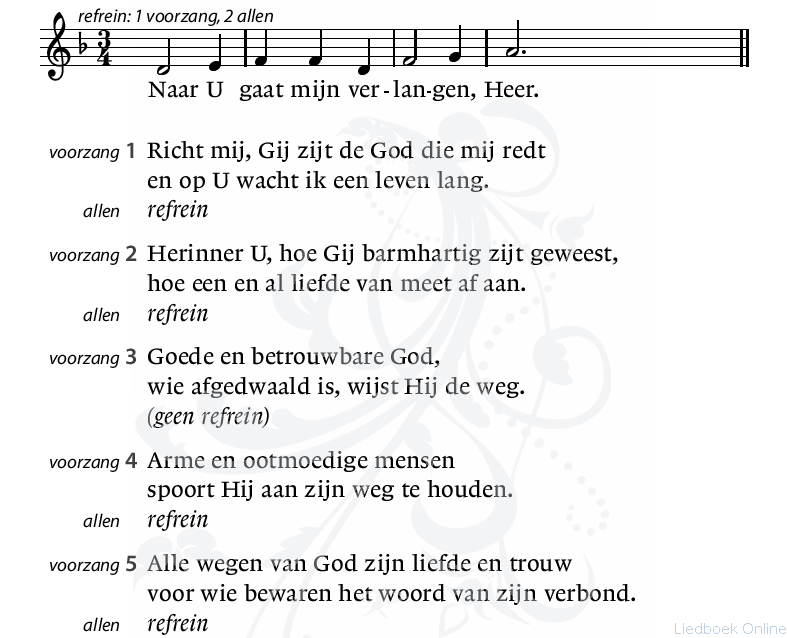 refrein: 1 voorzang, 2 allen
3
4
Naar U gaat mijn ver-lan-gen, Heer.
voorzang 1 Richt mij, Gij zijt de God die mij redt
en op U wacht ik een leven lang.
allen refrein
voorzang 2 Herinner U, hoe Gij barmhartig zijt geweest,
hoe een en al liefde van meet af aan.
allen refrein
voorzang 3 Goede en betrouwbare God,
wie afgedwaald is, wijst Hij de weg.
(geen refrein)
voorzang 4 Arme en ootmoedige mensen
spoort Hij aan zijn weg te houden.
allen refrein
voorzang 5 Alle wegen van God zijn liefde en trouw
voor wie bewaren het woord van zijn verbond.
allen refrein
Liedboek Online